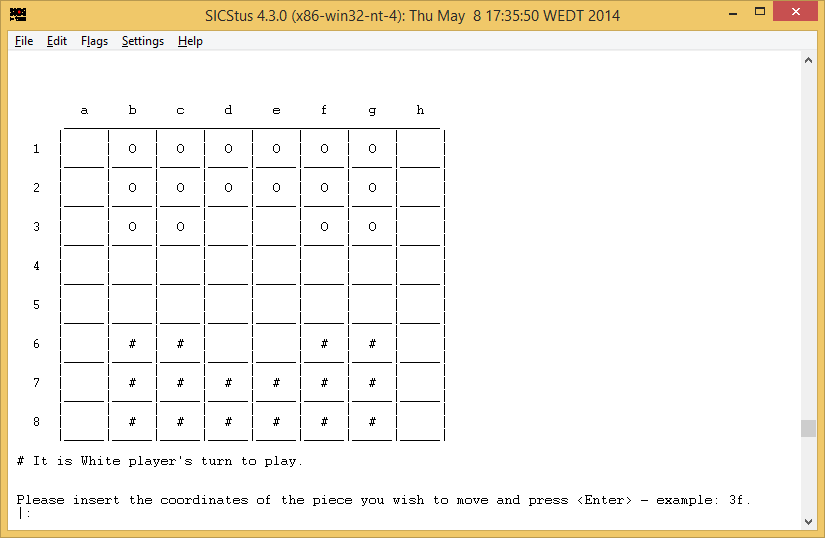 SICStus 4.3.0 (x86-win32-nt-4): Thu May  8 17:35:50 WEDT 2014
File Edit Flags Settings Help
a b c d e f g h
1 O O O O O O
2 O O O O O O
3 O O O O
4
5
6 # # # #
7 # # # # # #
8 # # # # # #
# It is White player's turn to play.
Please insert the coordinates of the piece you wish to move and press <Enter> - example: 3f.
|: